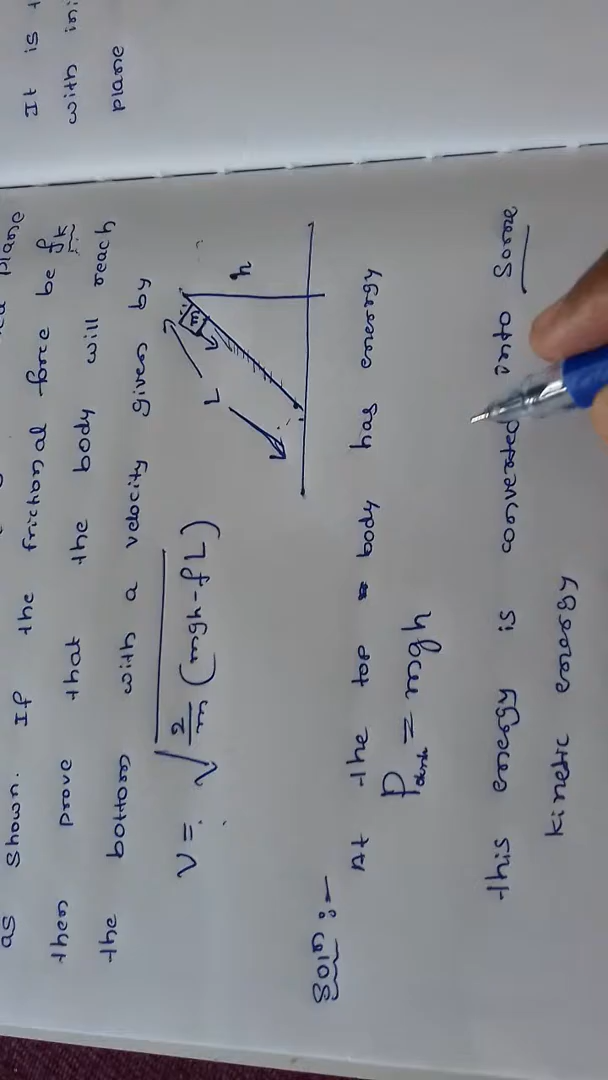 plane
as shown. If the frictional force be fk
then prove that the body will reach
the bottom with a velocity given by
v = √ 2/m (mgh - fL)
m
L
h
Soln :-
At the top body has energy
= mgh
this energy is converted into some
kinetic energy
It is
with ini
plane